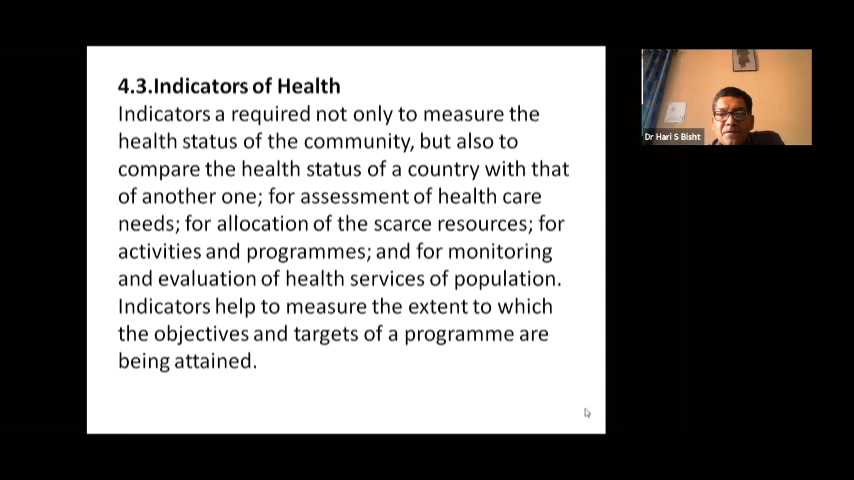 4.3.Indicators of Health
Indicators a required not only to measure the
health status of the community, but also to
compare the health status of a country with that
of another one; for assessment of health care
needs; for allocation of the scarce resources; for
activities and programmes; and for monitoring
and evaluation of health services of population.
Indicators help to measure the extent to which
the objectives and targets of a programme are
being attained.
Dr Hari S Bisht